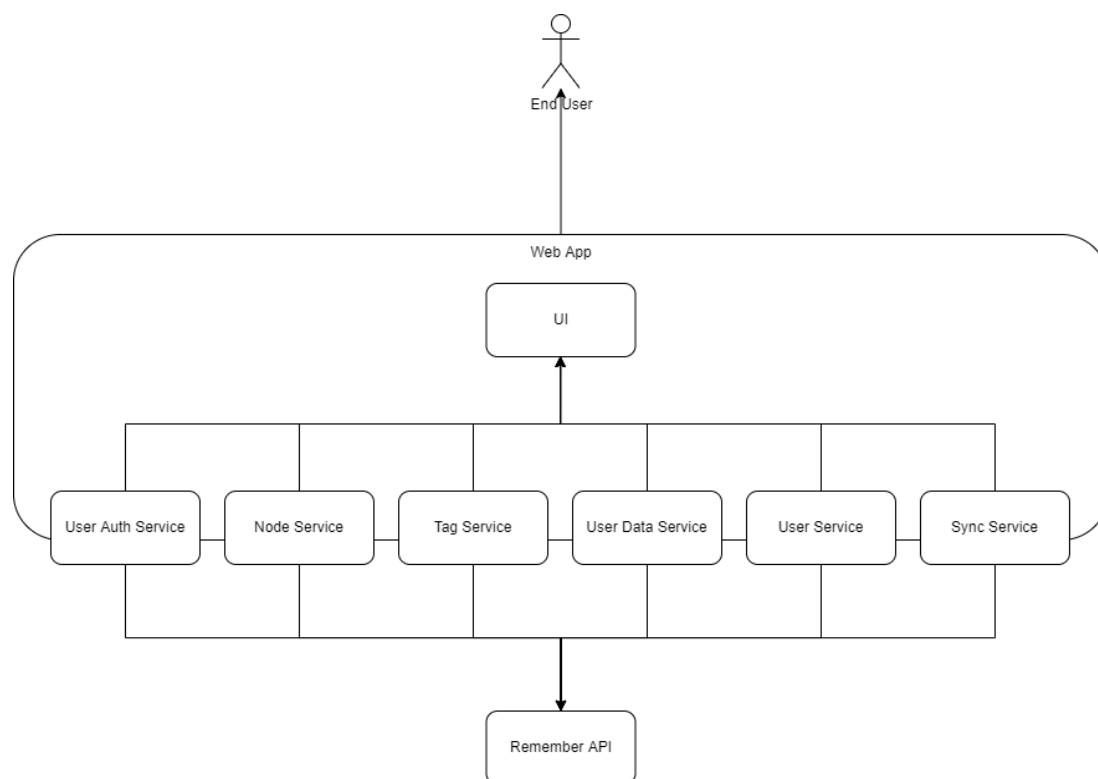 End User
Web App
UI
User Auth Service
Node Service
Tag Service
User Data Service
User Service
Sync Service
Remember API